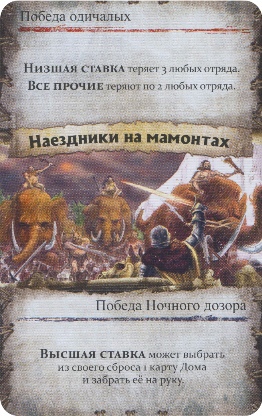 Победа одичалых
Низшая ставка теряет 3 любых отряда.
Все прочие теряют по 2 любых отряда.
Наездники на мамонтах
Победа Ночного дозора
Высшая ставка может выбрать
из своего сброса 1 карту Дома
и забрать её на руку.